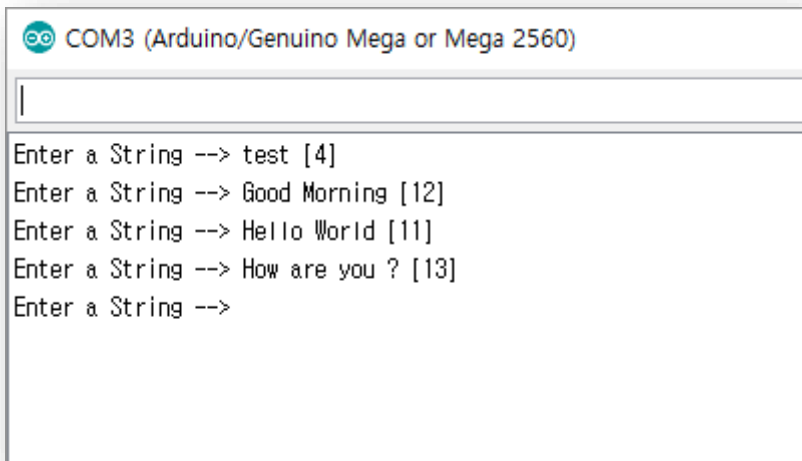 COM3 (Arduino/Genuino Mega or Mega 2560)
Enter a String --> test [4]
Enter a String --> Good Morning [12]
Enter a String --> Hello World [11]
Enter a String --> How are you ? [13]
Enter a String -->